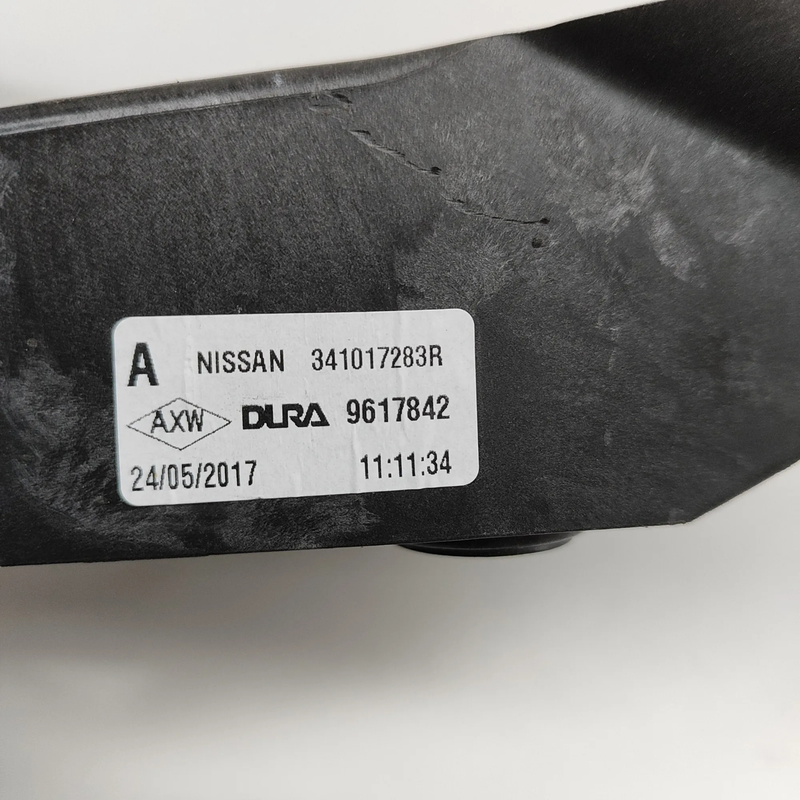 A NISSAN 341017283R
AXW DURA 9617842
24/05/2017 11:11:34